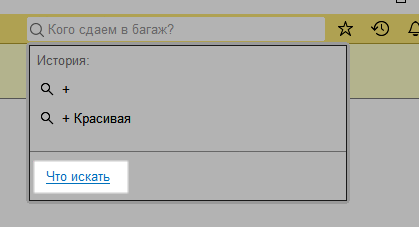 Кого сдаем в багаж?
История:
+
+ Красивая
Что искать